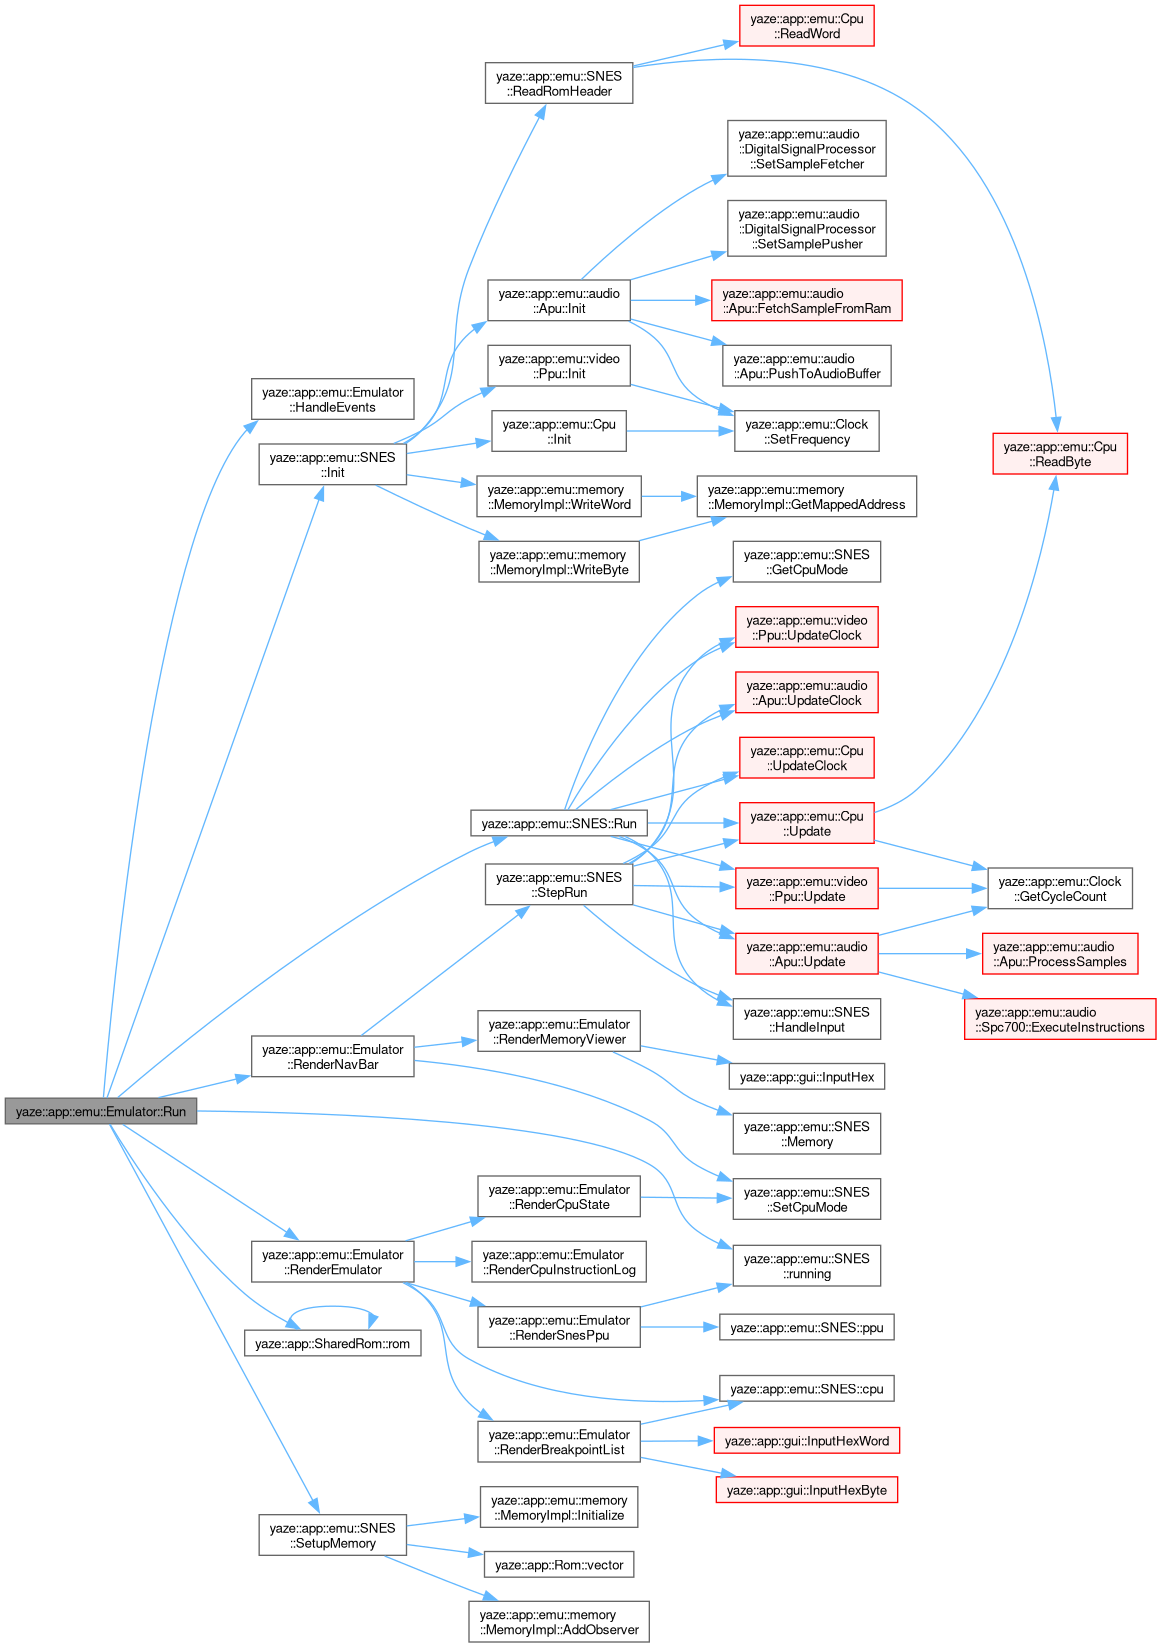 yaze::app::emu::Cpu
::ReadWord
yaze::app::emu::SNES
::ReadRomHeader
yaze::app::emu::audio
::DigitalSignalProcessor
::SetSampleFetcher
yaze::app::emu::audio
::DigitalSignalProcessor
::SetSamplePusher
yaze::app::emu::audio
::Apu::Init
yaze::app::emu::audio
::Apu::FetchSampleFromRam
yaze::app::emu::video
::Ppu::Init
yaze::app::emu::audio
::Apu::PushToAudioBuffer
yaze::app::emu::Emulator
::HandleEvents
yaze::app::emu::Cpu
::Init
yaze::app::emu::Clock
::SetFrequency
yaze::app::emu::Cpu
::ReadByte
yaze::app::emu::SNES
::Init
yaze::app::emu::memory
::MemoryImpl::WriteWord
yaze::app::emu::memory
::MemoryImpl::GetMappedAddress
yaze::app::emu::memory
::MemoryImpl::WriteByte
yaze::app::emu::SNES
::GetCpuMode
yaze::app::emu::video
::Ppu::UpdateClock
yaze::app::emu::audio
::Apu::UpdateClock
yaze::app::emu::Cpu
::UpdateClock
yaze::app::emu::SNES::Run
yaze::app::emu::Cpu
::Update
yaze::app::emu::SNES
::StepRun
yaze::app::emu::video
::Ppu::Update
yaze::app::emu::Clock
::GetCycleCount
yaze::app::emu::audio
::Apu::Update
yaze::app::emu::audio
::Apu::ProcessSamples
yaze::app::emu::SNES
::HandleInput
yaze::app::emu::audio
::Spc700::ExecuteInstructions
yaze::app::emu::Emulator
::RenderMemoryViewer
yaze::app::emu::Emulator
::RenderNavBar
yaze::app::gui::InputHex
yaze::app::emu::Emulator::Run
yaze::app::emu::SNES
::Memory
yaze::app::emu::Emulator
::RenderCpuState
yaze::app::emu::SNES
::SetCpuMode
yaze::app::emu::Emulator
::RenderEmulator
yaze::app::emu::Emulator
::RenderCpuInstructionLog
yaze::app::emu::SNES
::running
yaze::app::emu::Emulator
::RenderSnesPpu
yaze::app::emu::SNES::ppu
yaze::app::SharedRom::rom
yaze::app::emu::SNES::cpu
yaze::app::emu::Emulator
::RenderBreakpointList
yaze::app::gui::InputHexWord
yaze::app::gui::InputHexByte
yaze::app::emu::memory
::MemoryImpl::Initialize
yaze::app::emu::SNES
::SetupMemory
yaze::app::Rom::vector
yaze::app::emu::memory
::MemoryImpl::AddObserver